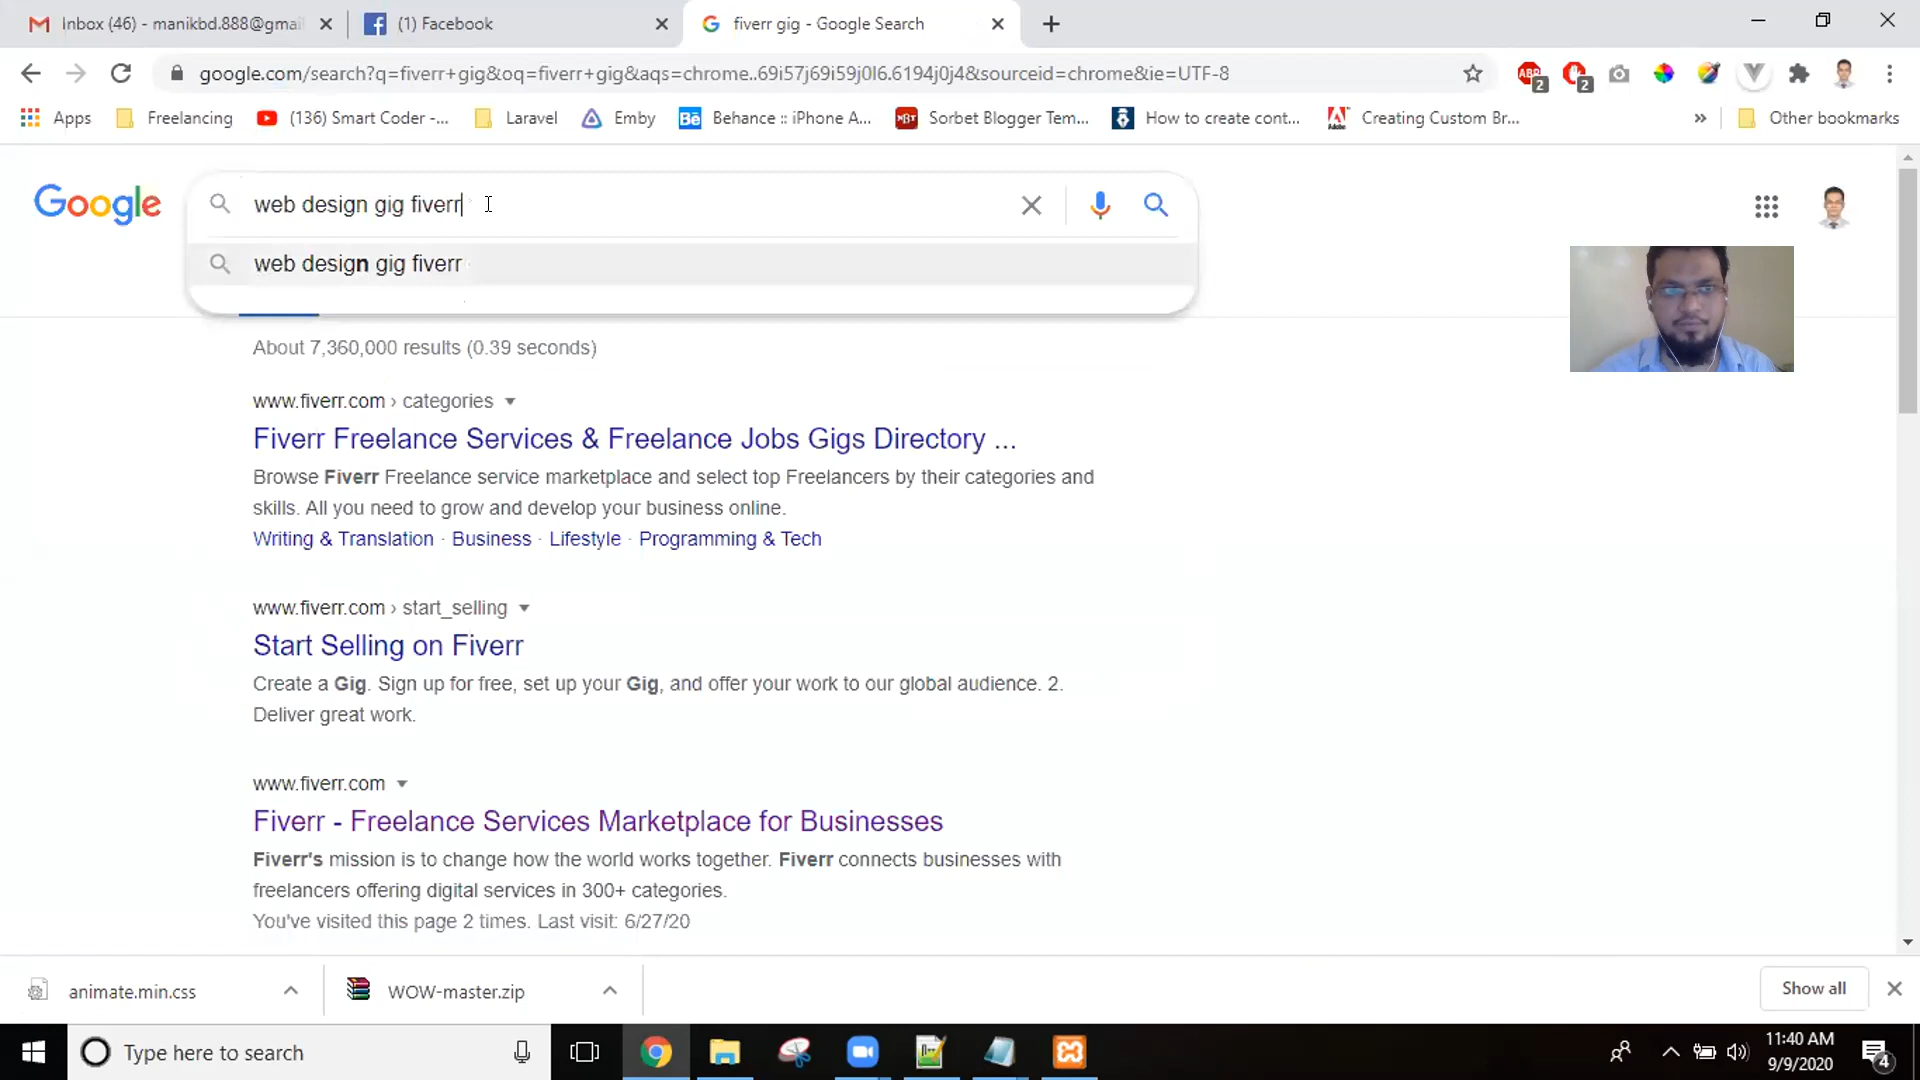 Inbox (46) - manikbd.888@gmai
(1) Facebook
fiverr gig - Google Search
google.com/search?q=fiverr+gig&oq=fiverr+gig&aqs=chrome..69i57j69i59j0l6.6194j0j4&sourceid=chrome&ie=UTF-8
ABP 2
2
Apps
Freelancing
(136) Smart Coder -...
Laravel
Emby
Bē
Behance :: iPhone A...
XBT
Sorbet Blogger Tem...
How to create cont...
Creating Custom Br...
»
Other bookmarks
Google
web design gig fiverr
web design gig fiverr
About 7,360,000 results (0.39 seconds)
www.fiverr.com › categories
Fiverr Freelance Services & Freelance Jobs Gigs Directory ...
Browse Fiverr Freelance service marketplace and select top Freelancers by their categories and
skills. All you need to grow and develop your business online.
Writing & Translation · Business · Lifestyle · Programming & Tech
www.fiverr.com › start_selling
Start Selling on Fiverr
Create a Gig. Sign up for free, set up your Gig, and offer your work to our global audience. 2.
Deliver great work.
www.fiverr.com
Fiverr - Freelance Services Marketplace for Businesses
Fiverr's mission is to change how the world works together. Fiverr connects businesses with
freelancers offering digital services in 300+ categories.
You've visited this page 2 times. Last visit: 6/27/20
animate.min.css
WOW-master.zip
Show all
Type here to search
11:40 AM
9/9/2020
4